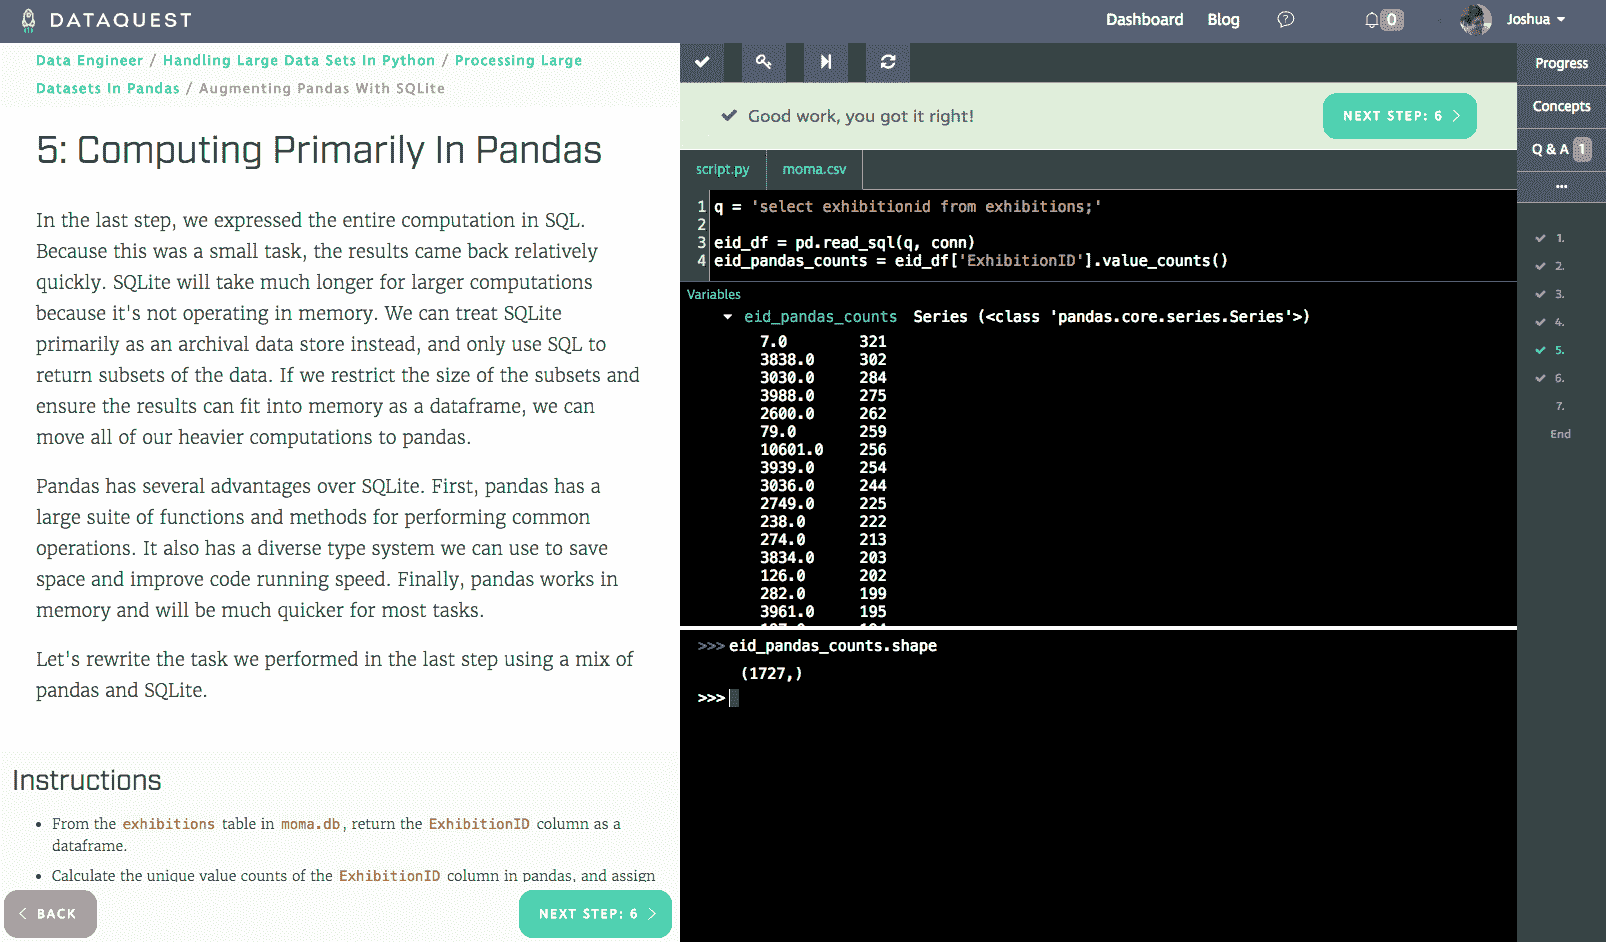 DATAQUEST
Dashboard Blog ? 0 Joshua
Data Engineer / Handling Large Data Sets In Python / Processing Large
Datasets In Pandas / Augmenting Pandas With SQLite
5: Computing Primarily In Pandas
In the last step, we expressed the entire computation in SQL.
Because this was a small task, the results came back relatively
quickly. SQLite will take much longer for larger computations
because it's not operating in memory. We can treat SQLite
primarily as an archival data store instead, and only use SQL to
return subsets of the data. If we restrict the size of the subsets and
ensure the results can fit into memory as a dataframe, we can
move all of our heavier computations to pandas.
Pandas has several advantages over SQLite. First, pandas has a
large suite of functions and methods for performing common
operations. It also has a diverse type system we can use to save
space and improve code running speed. Finally, pandas works in
memory and will be much quicker for most tasks.
Let's rewrite the task we performed in the last step using a mix of
pandas and SQLite.
Instructions
• From the exhibitions table in moma.db, return the ExhibitionID column as a
dataframe.
• Calculate the unique value counts of the ExhibitionID column in pandas, and assign
< BACK
NEXT STEP: 6 >
Good work, you got it right!
NEXT STEP: 6 >
script.py
moma.csv
1 q = 'select exhibitionid from exhibitions;'
2
3 eid_df = pd.read_sql(q, conn)
4 eid_pandas_counts = eid_df['ExhibitionID'].value_counts()
Variables
eid_pandas_counts Series (<class 'pandas.core.series.Series'>)
7.0 321
3838.0 302
3030.0 284
3988.0 275
2600.0 262
79.0 259
10601.0 256
3939.0 254
3036.0 244
2749.0 225
238.0 222
274.0 213
3834.0 203
126.0 202
282.0 199
3961.0 195
>>> eid_pandas_counts.shape
(1727,)
>>>
Progress
Concepts
Q & A 1
...
1.
2.
3.
4.
5.
6.
7.
End